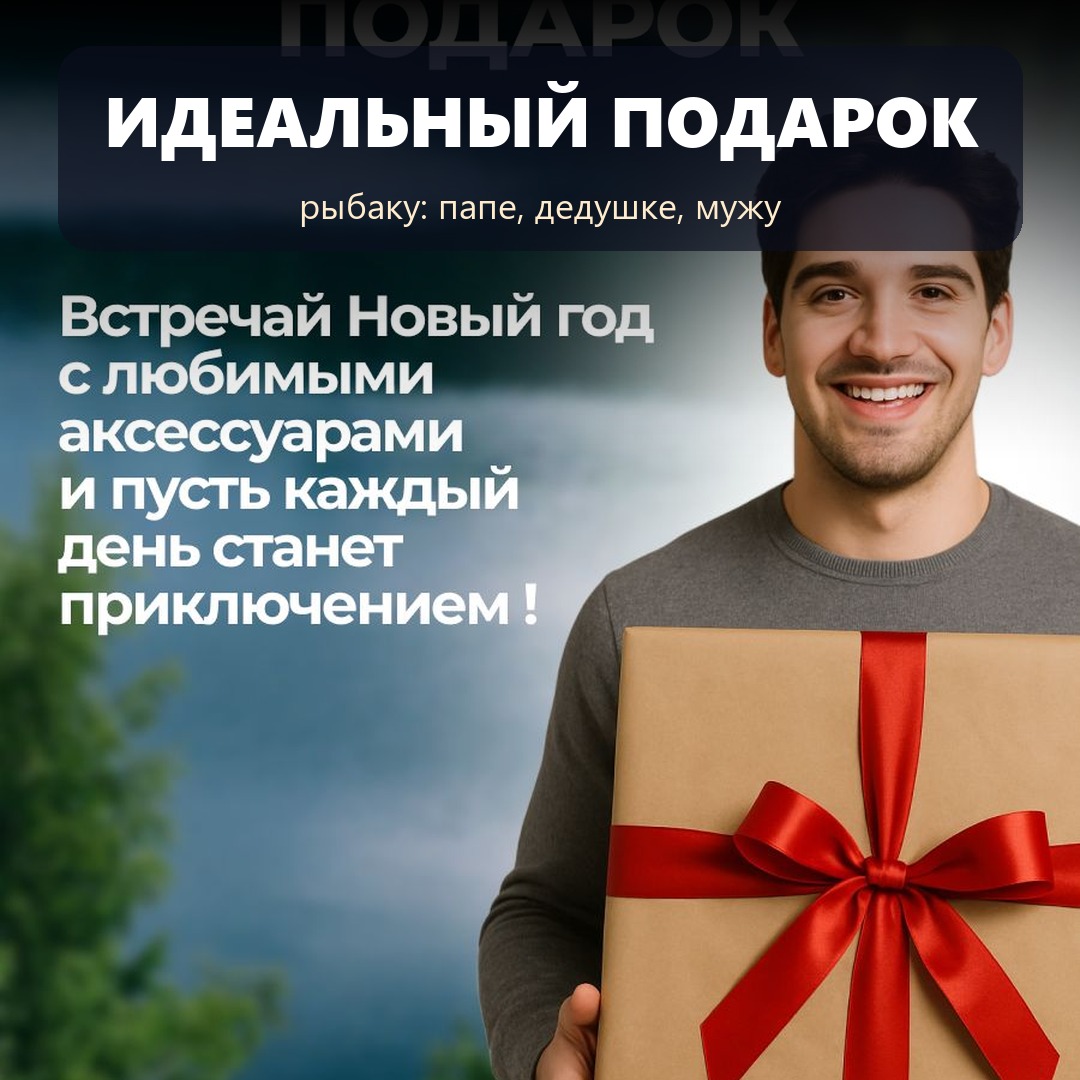 ПОДАРОК
ИДЕАЛЬНЫЙ ПОДАРОК
рыбаку: папе, дедушке, мужу
Встречай Новый год
с любимыми
аксессуарами
и пусть каждый
день станет
приключением !